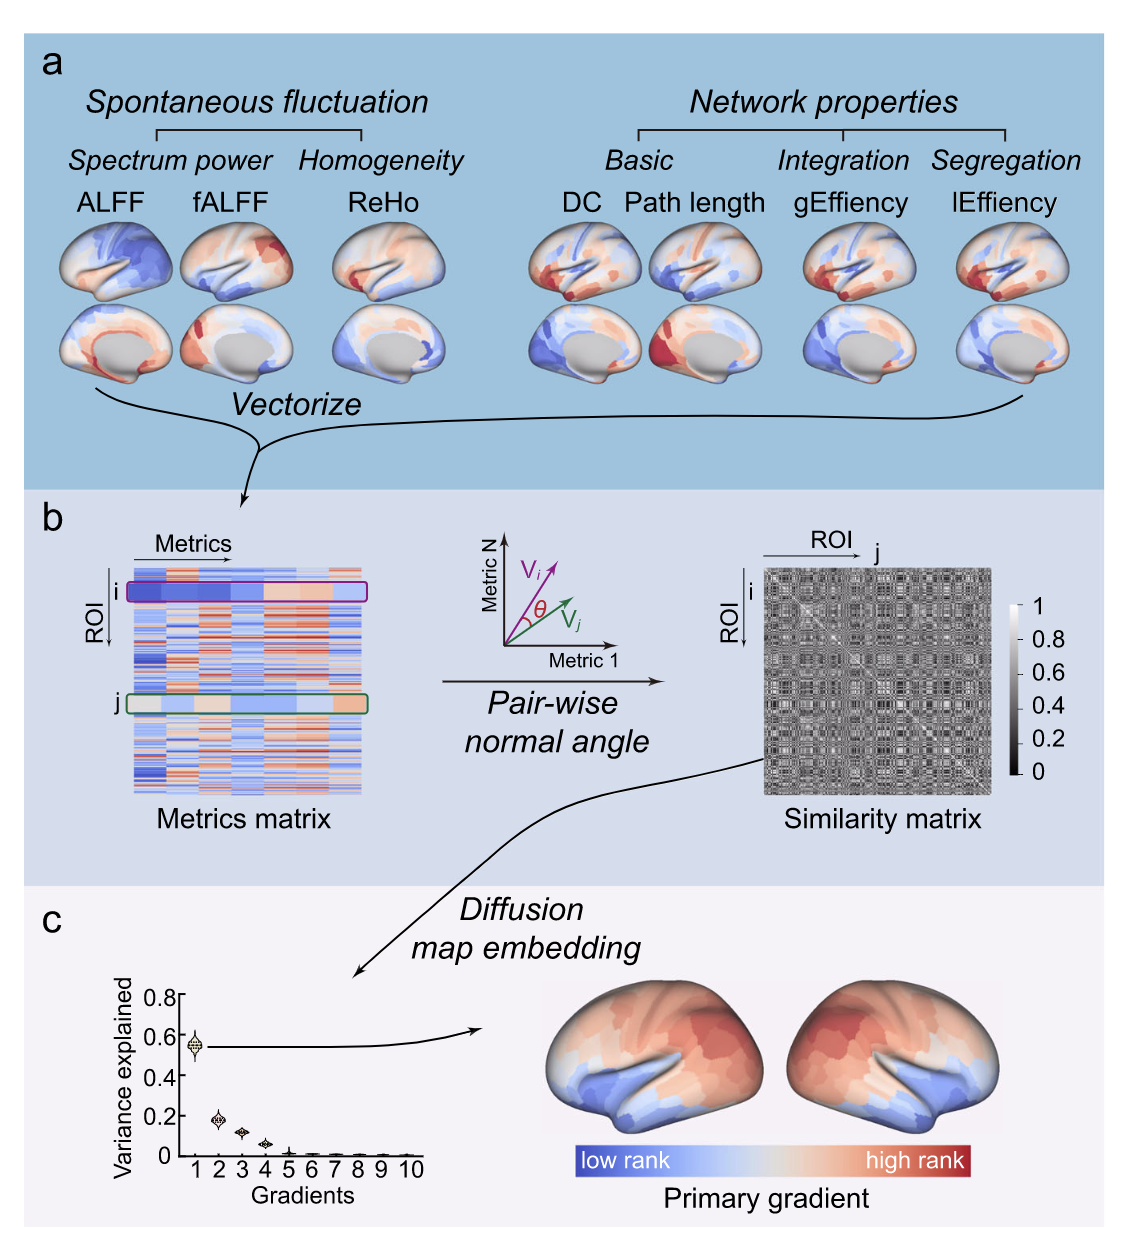 a
Spontaneous fluctuation
Network properties
Spectrum power
Homogeneity
Basic
Integration
Segregation
ALFF
fALFF
ReHo
DC
Path length
gEffiency
lEffiency
Vectorize
b
Metrics
ROI
i
j
Metrics matrix
Metric N
Vi
θ
Vj
Metric 1
Pair-wise
normal angle
ROI
j
ROI
i
1
0.8
0.6
0.4
0.2
0
Similarity matrix
c
Diffusion
map embedding
Variance explained
0.8
0.6
0.4
0.2
0
1 2 3 4 5 6 7 8 9 10
Gradients
low rank
high rank
Primary gradient